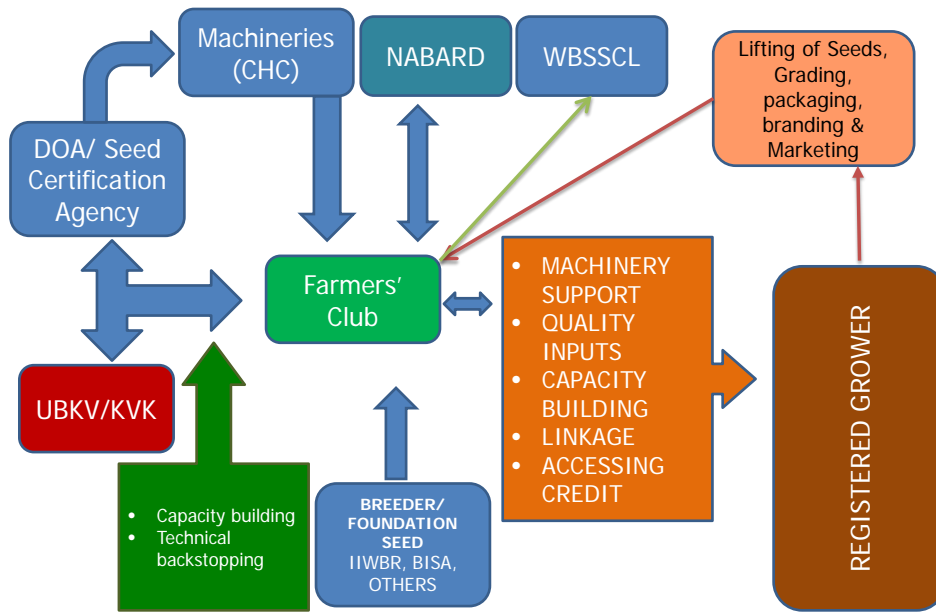 Machineries
(CHC)
NABARD
WBSSCL
Lifting of Seeds,
Grading,
packaging,
branding &
Marketing
DOA/ Seed
Certification
Agency
Farmers'
Club
• MACHINERY
SUPPORT
• QUALITY
INPUTS
• CAPACITY
BUILDING
• LINKAGE
• ACCESSING
CREDIT
REGISTERED GROWER
UBKV/KVK
• Capacity building
• Technical
backstopping
BREEDER/
FOUNDATION
SEED
IIWBR, BISA,
OTHERS